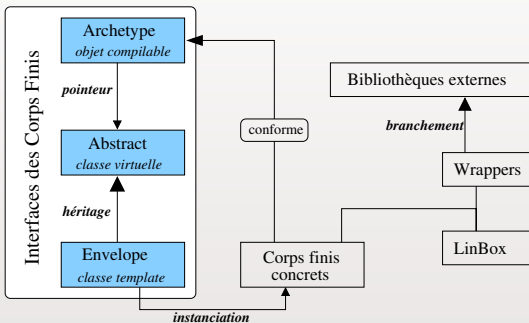 Interfaces des Corps Finis
Archetype
objet compilable
pointeur
Abstract
classe virtuelle
héritage
Envelope
classe template
instanciation
conforme
Corps finis
concrets
Bibliothèques externes
branchement
Wrappers
LinBox